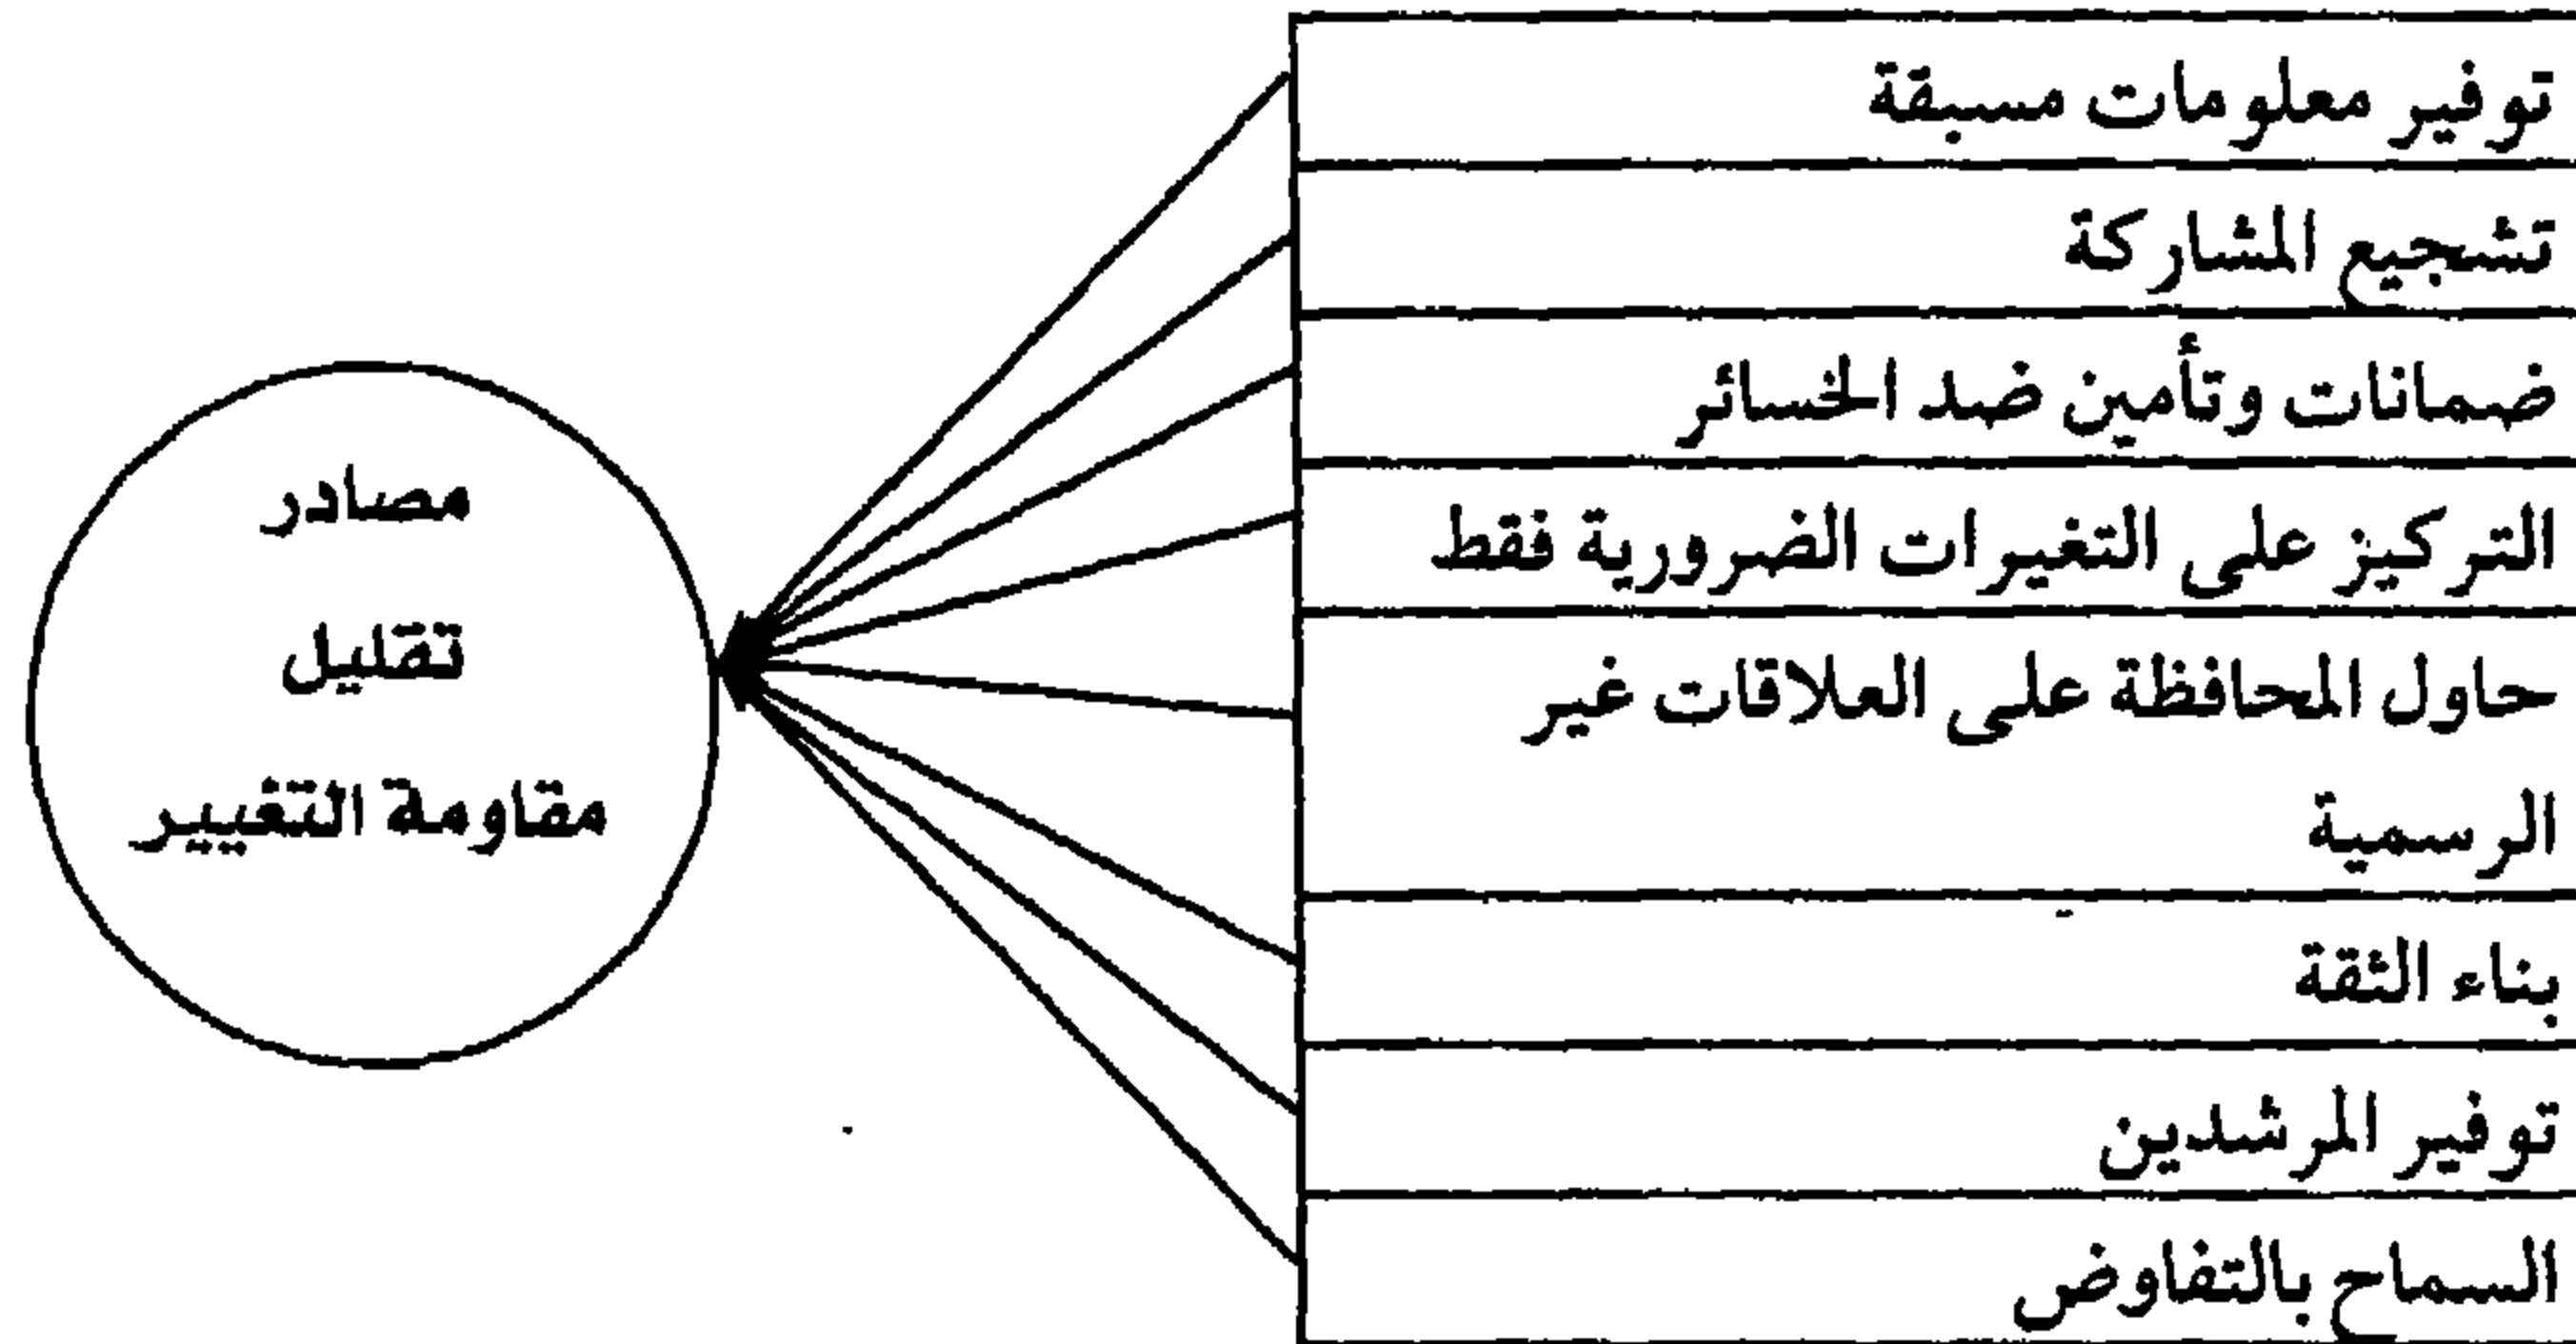 توفير معلومات مسبقة
تشجيع المشاركة
ضمانات وتأمين ضد الخسائر
التركيز على التغيرات الضرورية فقط
حاول المحافظة على العلاقات غير
الرسمية
بناء الثقة
توفير المرشدين
السماح بالتفاوض
مصادر
تقليل
مقاومة التغيير